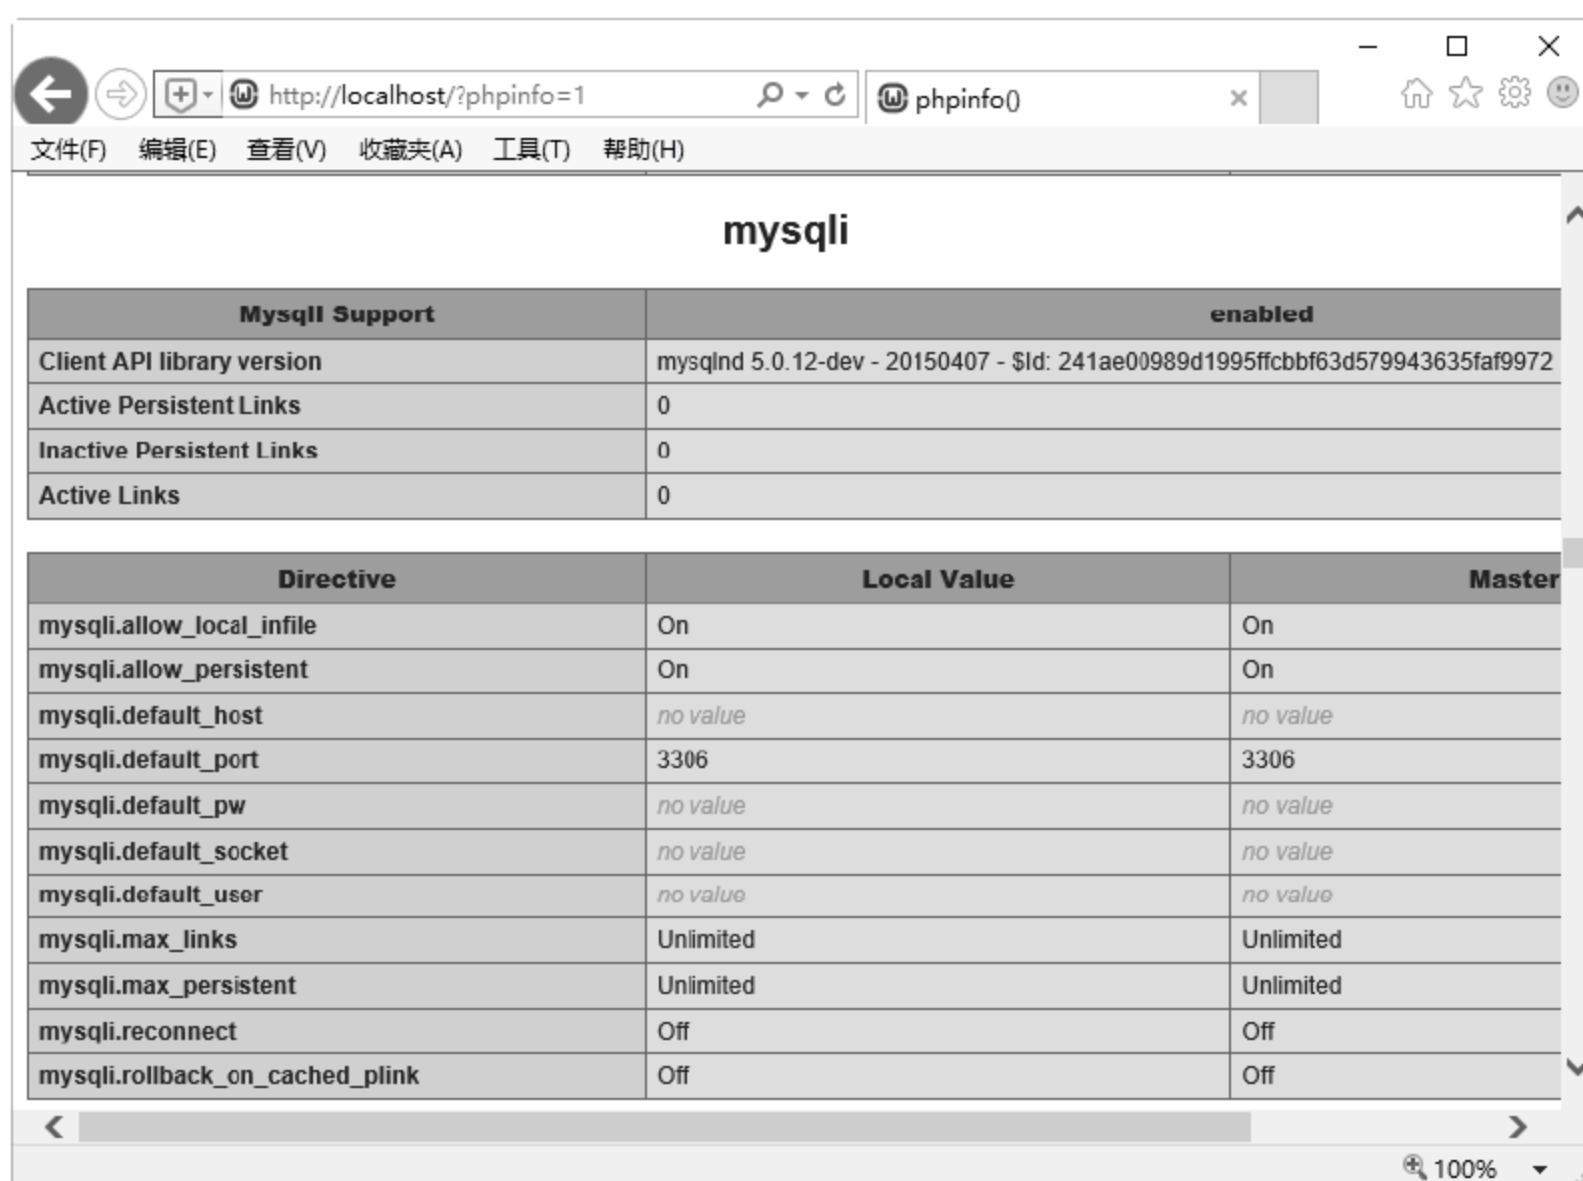 http://localhost/?phpinfo=1 phpinfo()
文件(F) 编辑(E) 查看(V) 收藏夹(A) 工具(T) 帮助(H)
mysqli
MysqlI Support enabled
Client API library version mysqlnd 5.0.12-dev - 20150407 - $Id: 241ae00989d1995ffcbbf63d579943635faf9972
Active Persistent Links 0
Inactive Persistent Links 0
Active Links 0
Directive Local Value Master
mysqli.allow_local_infile On On
mysqli.allow_persistent On On
mysqli.default_host no value no value
mysqli.default_port 3306 3306
mysqli.default_pw no value no value
mysqli.default_socket no value no value
mysqli.default_user no value no value
mysqli.max_links Unlimited Unlimited
mysqli.max_persistent Unlimited Unlimited
mysqli.reconnect Off Off
mysqli.rollback_on_cached_plink Off Off
100%